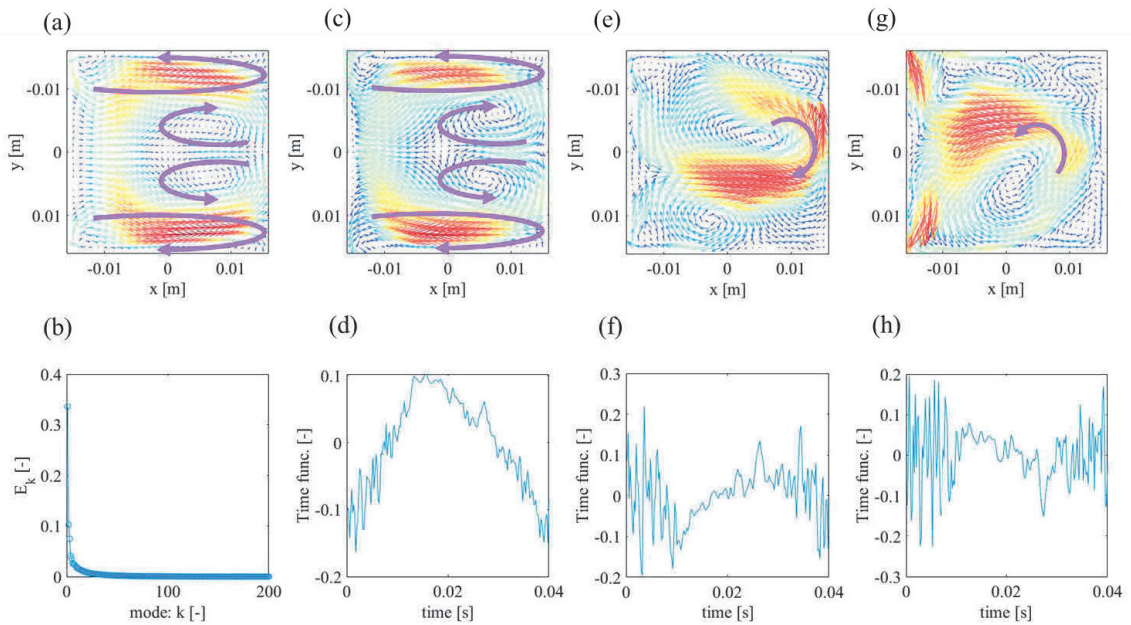 (a)
(c)
(e)
(g)
y [m]
-0.01
0
0.01
-0.01
0
0.01
x [m]
y [m]
-0.01
0
0.01
-0.01
0
0.01
x [m]
y [m]
-0.01
0
0.01
-0.01
0
0.01
x [m]
y [m]
-0.01
0
0.01
-0.01
0
0.01
x [m]
(b)
(d)
(f)
(h)
E_k [-]
0.4
0.3
0.2
0.1
0
0
100
200
mode: k [-]
Time func. [-]
0.1
0
-0.1
-0.2
0
0.02
0.04
time [s]
Time func. [-]
0.3
0.2
0.1
0
-0.1
-0.2
0
0.02
0.04
time [s]
Time func. [-]
0.2
0.1
0
-0.1
-0.2
-0.3
0
0.02
0.04
time [s]